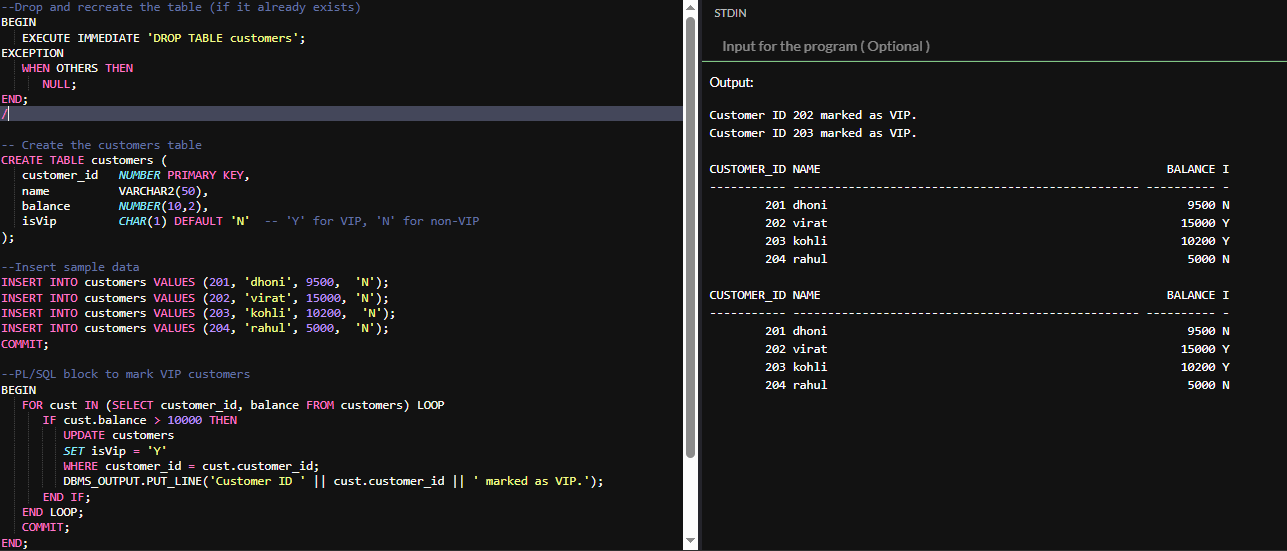 --Drop and recreate the table (if it already exists)
BEGIN
   EXECUTE IMMEDIATE 'DROP TABLE customers';
EXCEPTION
   WHEN OTHERS THEN
      NULL;
END;
/
-- Create the customers table
CREATE TABLE customers (
   customer_id   NUMBER PRIMARY KEY,
   name          VARCHAR2(50),
   balance       NUMBER(10,2),
   isVip         CHAR(1) DEFAULT 'N'  -- 'Y' for VIP, 'N' for non-VIP
);
--Insert sample data
INSERT INTO customers VALUES (201, 'dhoni', 9500,  'N');
INSERT INTO customers VALUES (202, 'virat', 15000, 'N');
INSERT INTO customers VALUES (203, 'kohli', 10200,  'N');
INSERT INTO customers VALUES (204, 'rahul', 5000,  'N');
COMMIT;
--PL/SQL block to mark VIP customers
BEGIN
   FOR cust IN (SELECT customer_id, balance FROM customers) LOOP
      IF cust.balance > 10000 THEN
         UPDATE customers
         SET isVip = 'Y'
         WHERE customer_id = cust.customer_id;
         DBMS_OUTPUT.PUT_LINE('Customer ID ' || cust.customer_id || ' marked as VIP.');
      END IF;
   END LOOP;
   COMMIT;
END;
STDIN
Input for the program ( Optional )
Output:
Customer ID 202 marked as VIP.
Customer ID 203 marked as VIP.
CUSTOMER_ID NAME                                               BALANCE I
----------- -------------------------------------------------- ---------- -
        201 dhoni                                                 9500 N
        202 virat                                                15000 Y
        203 kohli                                                10200 Y
        204 rahul                                                 5000 N
CUSTOMER_ID NAME                                               BALANCE I
----------- -------------------------------------------------- ---------- -
        201 dhoni                                                 9500 N
        202 virat                                                15000 Y
        203 kohli                                                10200 Y
        204 rahul                                                 5000 N